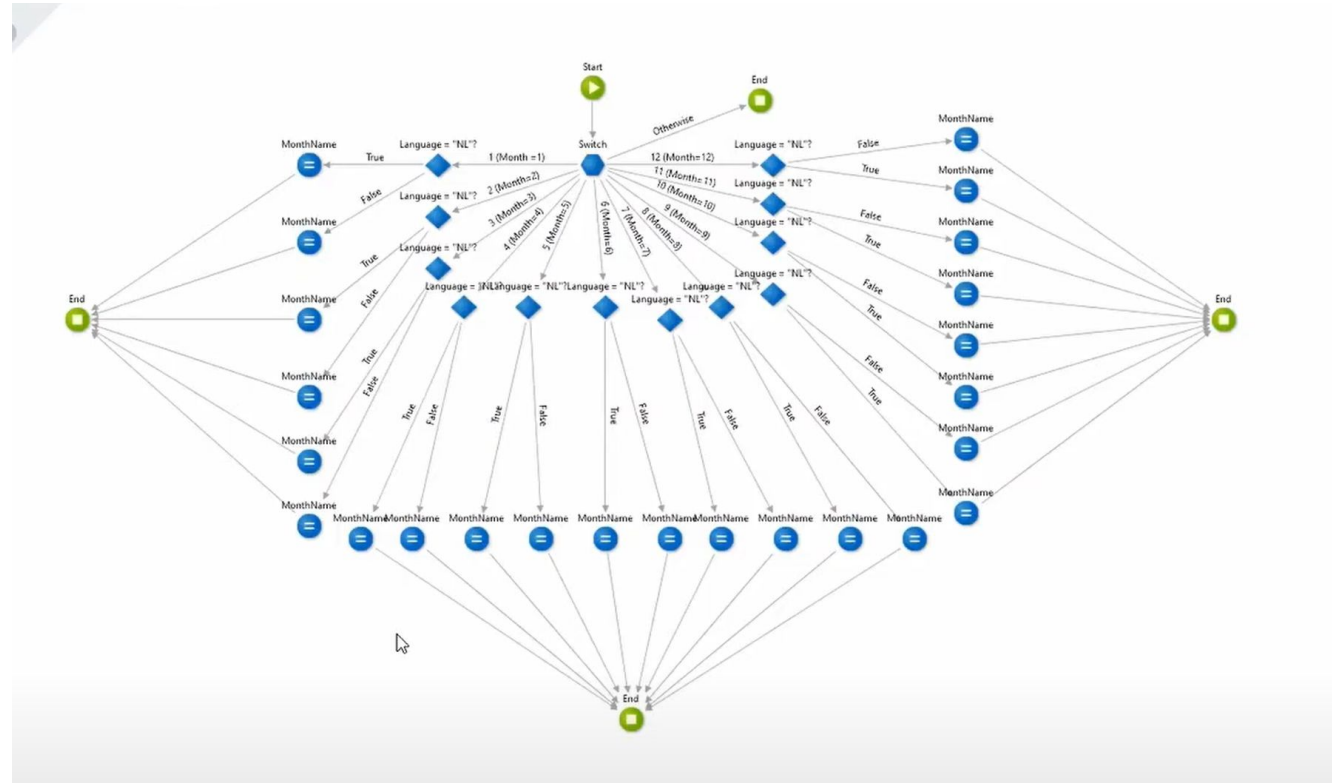 Start
End
Otherwise
Switch
MonthName
Language = "NL"?
True
1 (Month =1)
12 (Month=12)
Language = "NL"?
False
MonthName
False
2 (Month=2)
11 (Month=11)
True
MonthName
Language = "NL"?
3 (Month=3)
10 (Month=10)
Language = "NL"?
MonthName
4 (Month=4)
5 (Month=5)
6 (Month=6)
7 (Month=7)
8 (Month=8)
9 (Month=9)
Language = "NL"?
False
MonthName
True
Language = "NL"?
True
MonthName
False
Language = "NL"?
False
True
Language = "NL"?
Language = "NL"?
Language = "NL"?
Language = "NL"?
Language = "NL"?
End
MonthName
MonthName
End
True
False
False
True
MonthName
MonthName
True
False
True
False
True
False
True
False
True
False
MonthName
MonthName
MonthName
MonthName
MonthName
MonthName
MonthName
MonthName
MonthName
MonthName
MonthName
MonthName
MonthName
MonthName
End